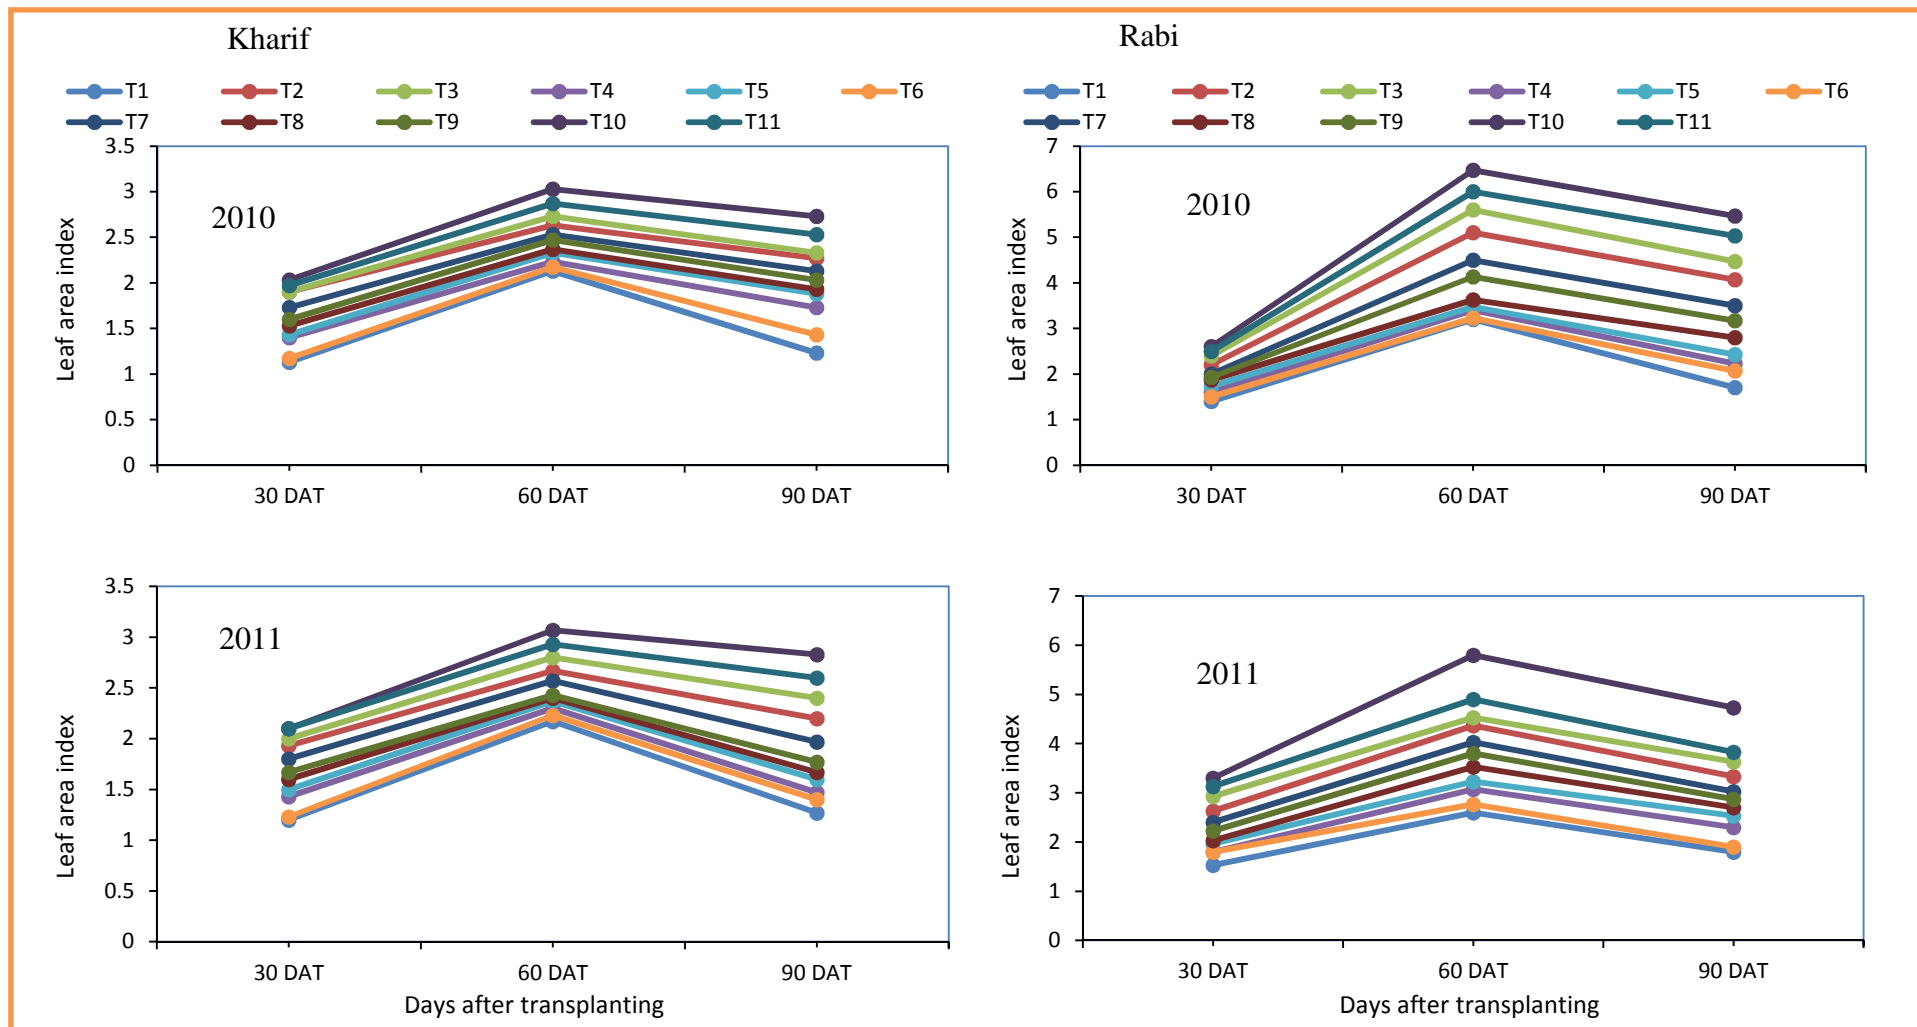 Kharif
T1 T2 T3 T4 T5 T6
T7 T8 T9 T10 T11
3.5
3
2.5
2
1.5
1
0.5
0
2010
Leaf area index
30 DAT 60 DAT 90 DAT
Rabi
T1 T2 T3 T4 T5 T6
T7 T8 T9 T10 T11
7
6
5
4
3
2
1
0
2010
Leaf area index
30 DAT 60 DAT 90 DAT
3.5
3
2.5
2
1.5
1
0.5
0
2011
Leaf area index
30 DAT 60 DAT 90 DAT
Days after transplanting
7
6
5
4
3
2
1
0
2011
Leaf area index
30 DAT 60 DAT 90 DAT
Days after transplanting